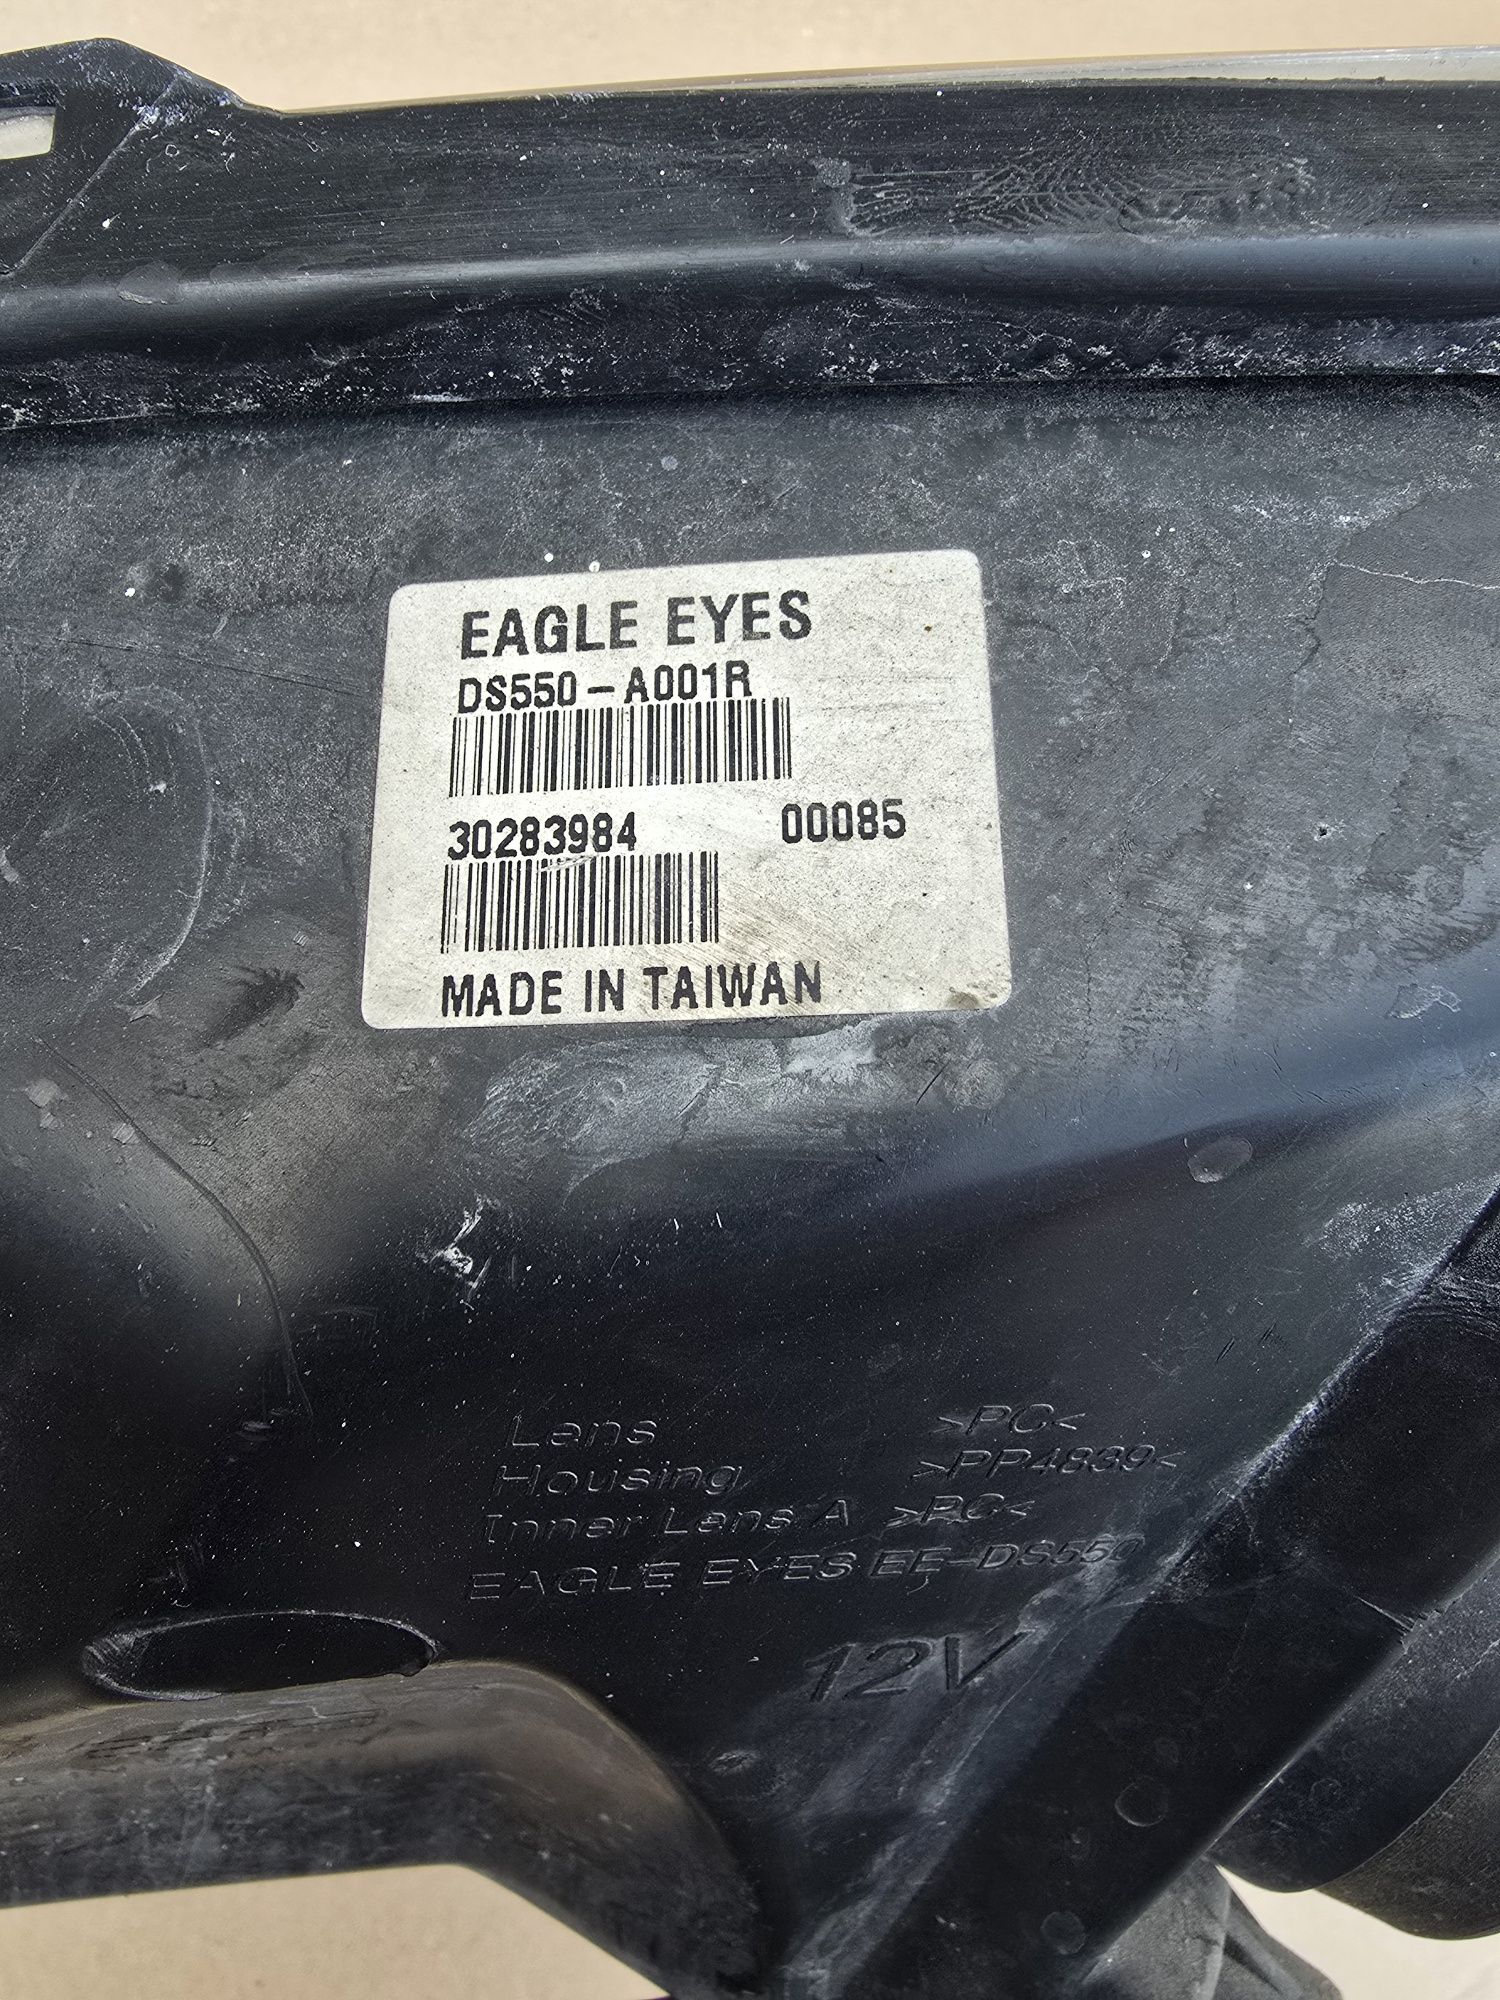 EAGLE EYES
DS550-A001R
30283984 00085
MADE IN TAIWAN
Lens >PC<
Housing >PP4839<
Inner Lens A >PC<
EAGLE EYES EE-DS550
12V